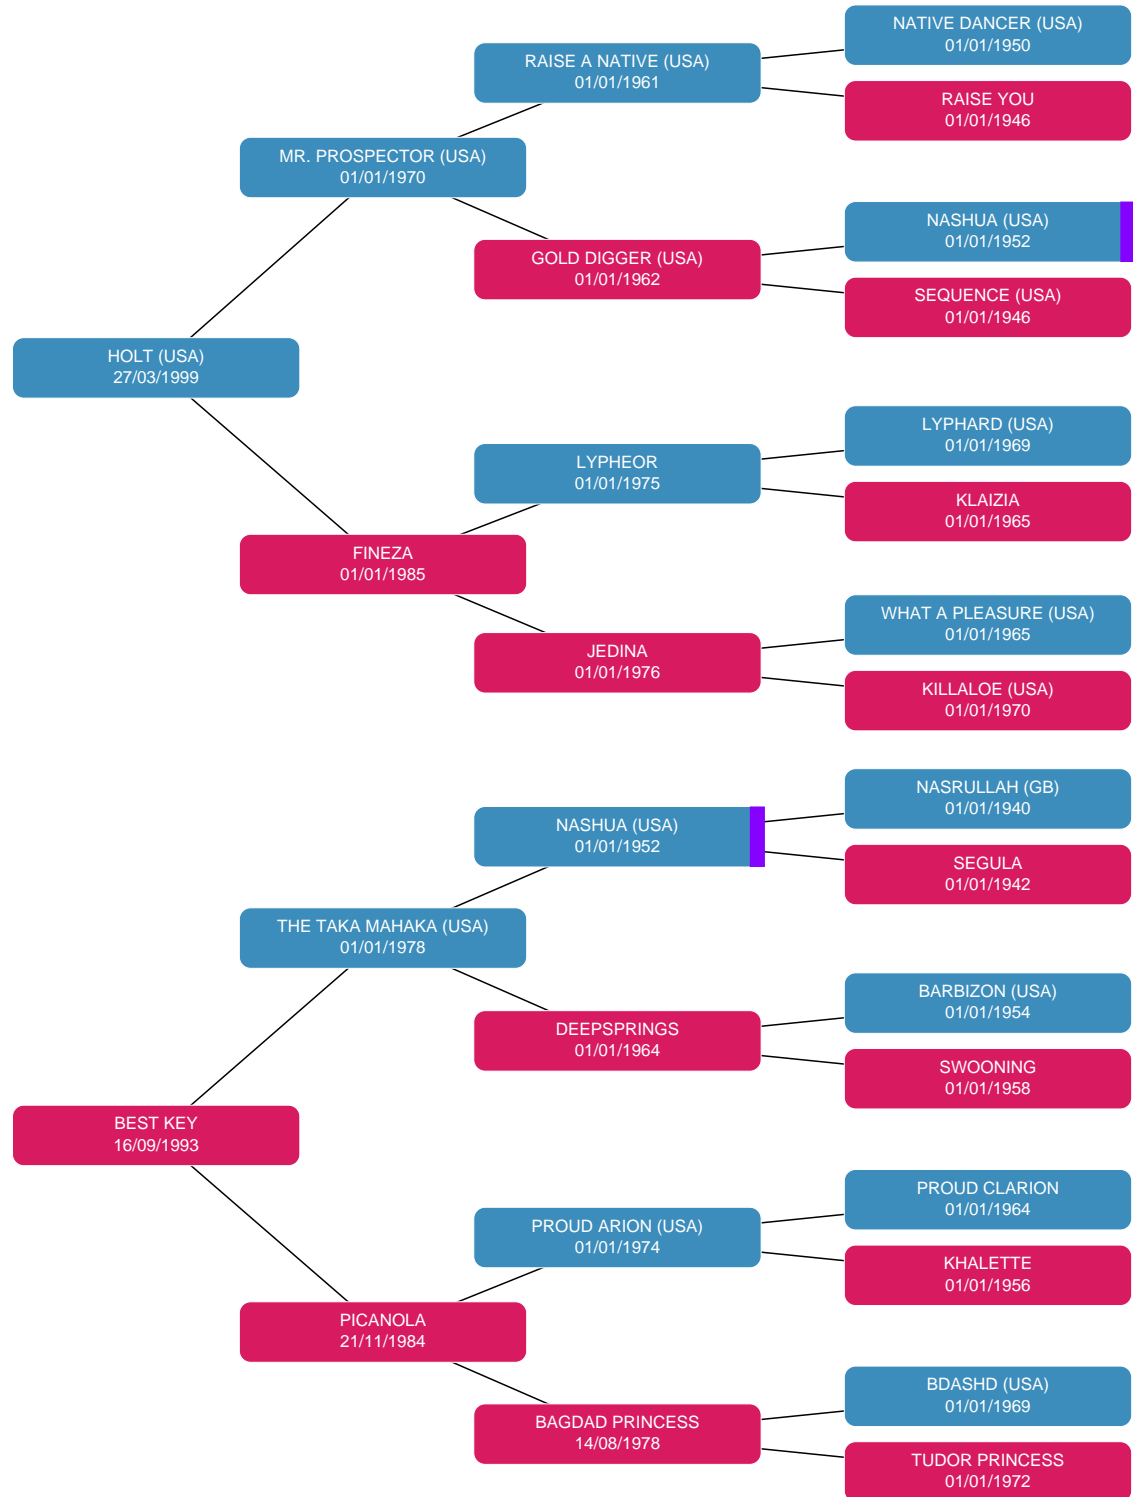 NATIVE DANCER (USA)
01/01/1950
RAISE A NATIVE (USA)
01/01/1961
RAISE YOU
01/01/1946
MR. PROSPECTOR (USA)
01/01/1970
NASHUA (USA)
01/01/1952
GOLD DIGGER (USA)
01/01/1962
SEQUENCE (USA)
01/01/1946
HOLT (USA)
27/03/1999
LYPHARD (USA)
01/01/1969
LYPHEOR
01/01/1975
KLAIZIA
01/01/1965
FINEZA
01/01/1985
WHAT A PLEASURE (USA)
01/01/1965
JEDINA
01/01/1976
KILLALOE (USA)
01/01/1970
NASRULLAH (GB)
01/01/1940
NASHUA (USA)
01/01/1952
SEGULA
01/01/1942
THE TAKA MAHAKA (USA)
01/01/1978
BARBIZON (USA)
01/01/1954
DEEPSPRINGS
01/01/1964
SWOONING
01/01/1958
BEST KEY
16/09/1993
PROUD CLARION
01/01/1964
PROUD ARION (USA)
01/01/1974
KHALETTE
01/01/1956
PICANOLA
21/11/1984
BDASHD (USA)
01/01/1969
BAGDAD PRINCESS
14/08/1978
TUDOR PRINCESS
01/01/1972